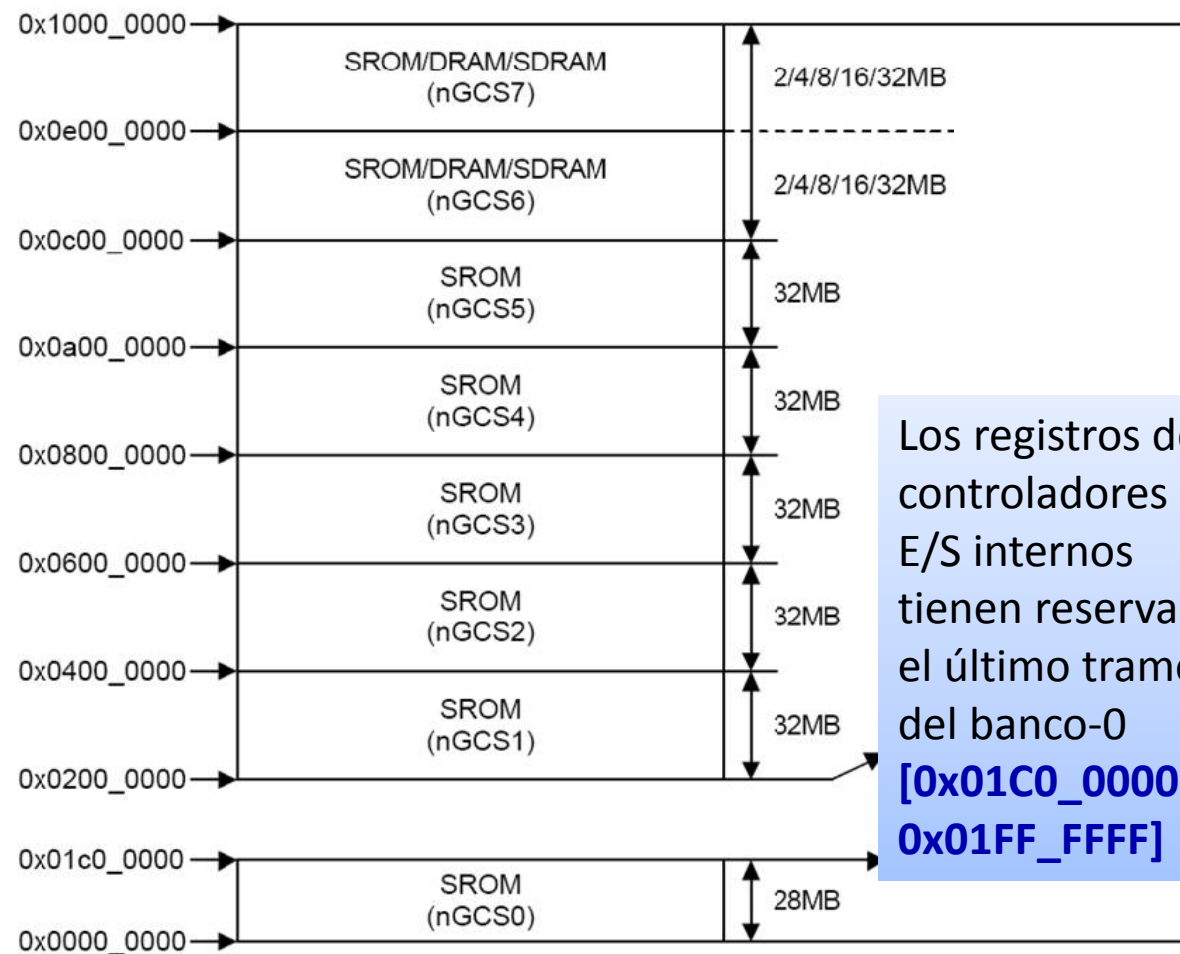 0x1000_0000
SROM/DRAM/SDRAM
(nGCS7)
2/4/8/16/32MB
0x0e00_0000
SROM/DRAM/SDRAM
(nGCS6)
2/4/8/16/32MB
0x0c00_0000
SROM
(nGCS5)
32MB
0x0a00_0000
SROM
(nGCS4)
32MB
0x0800_0000
SROM
(nGCS3)
32MB
0x0600_0000
SROM
(nGCS2)
32MB
0x0400_0000
SROM
(nGCS1)
32MB
0x0200_0000
0x01c0_0000
SROM
(nGCS0)
28MB
0x0000_0000
Los registros
controladores
E/S internos
tienen
el último
del banco-0
[0x01C0_0000
0x01FF_FFFF]